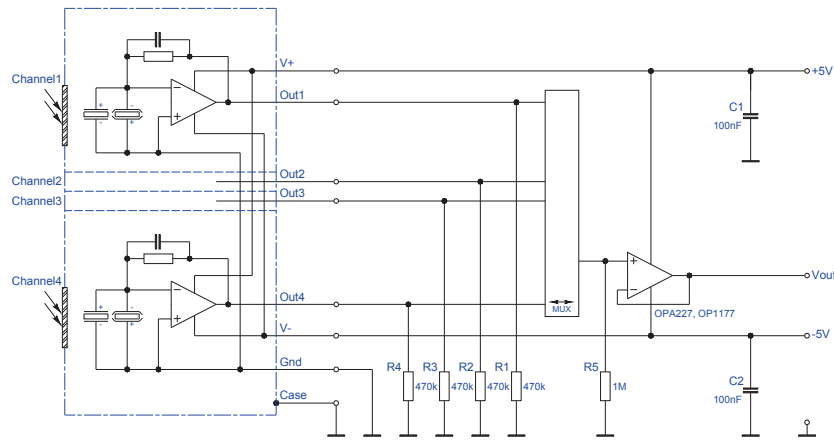 Channel1
+
-
-
+
−
+
V+
Out1
+5V
C1
100nF
Channel2
Out2
Channel3
Out3
Channel4
+
-
-
+
−
+
Out4
MUX
+
−
Vout
OPA227, OP1177
V-
-5V
Gnd
R4
470k
R3
470k
R2
470k
R1
470k
R5
1M
C2
100nF
Case